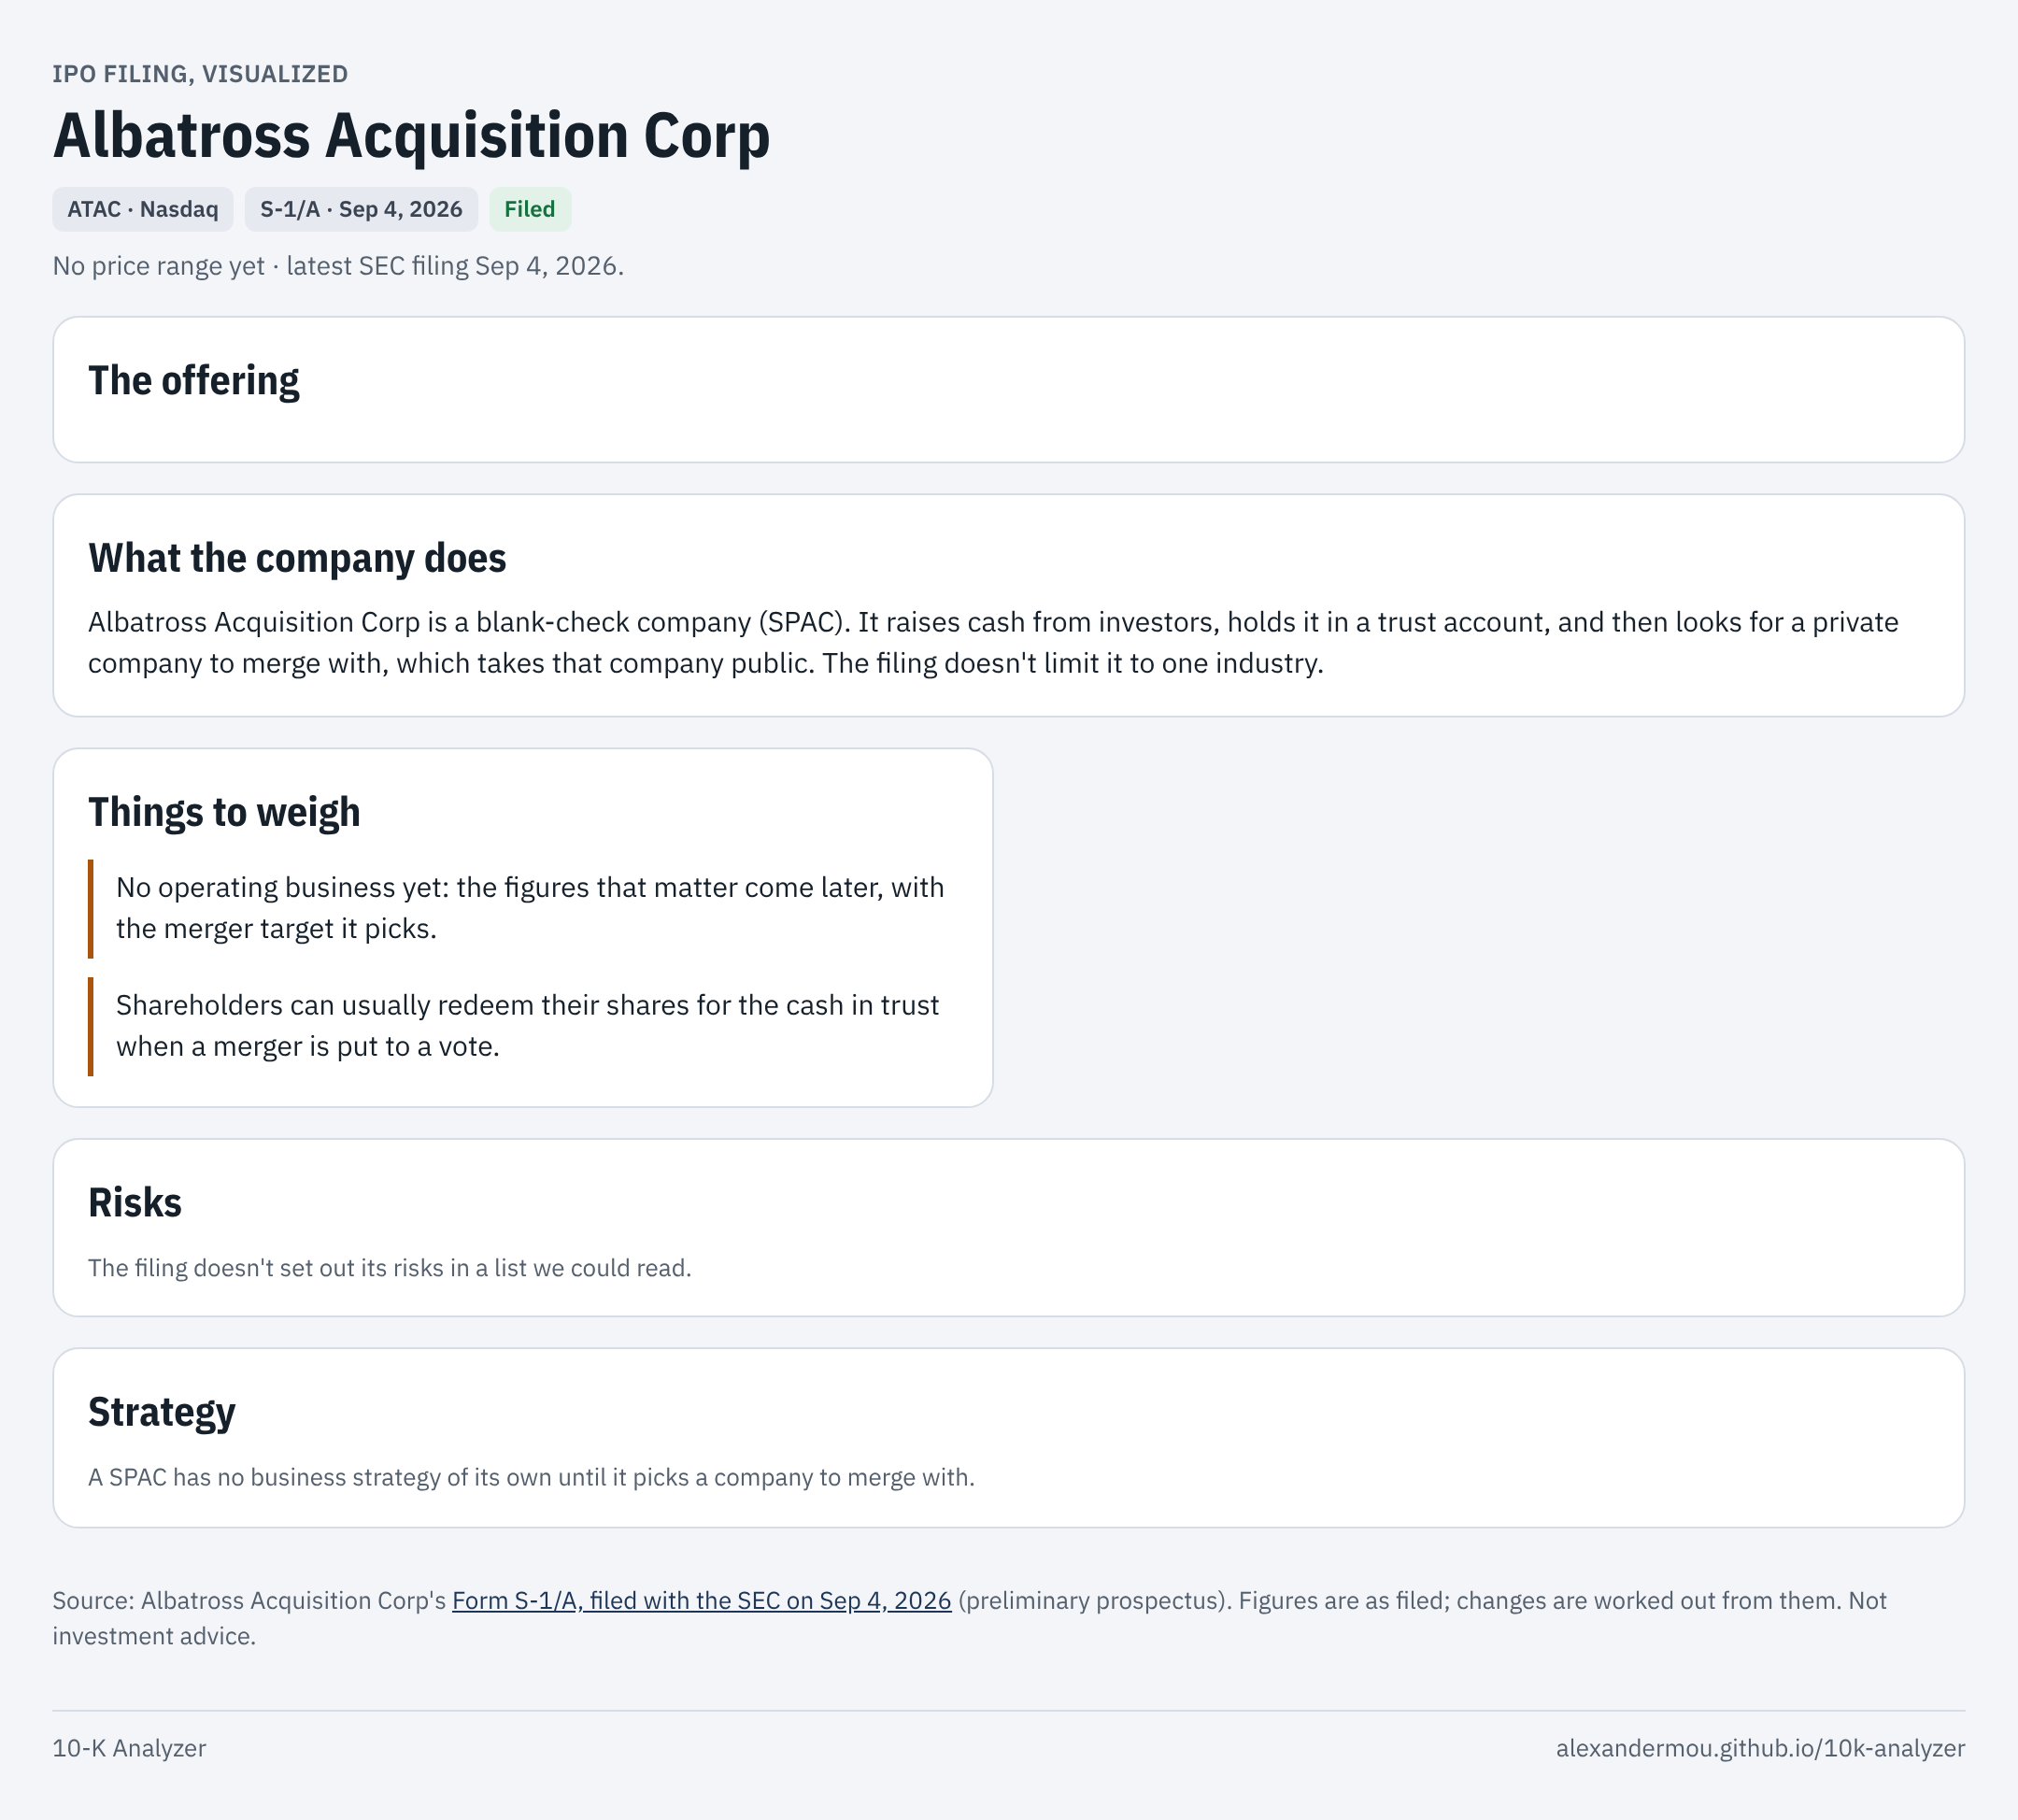 IPO FILING, VISUALIZED
Albatross Acquisition Corp
ATAC · Nasdaq S-1/A · Sep 4, 2026 Filed
No price range yet · latest SEC filing Sep 4, 2026.
The offering
What the company does
Albatross Acquisition Corp is a blank-check company (SPAC). It raises cash from investors, holds it in a trust account, and then looks for a private
company to merge with, which takes that company public. The filing doesn't limit it to one industry.
Things to weigh
No operating business yet: the figures that matter come later, with
the merger target it picks.
Shareholders can usually redeem their shares for the cash in trust
when a merger is put to a vote.
Risks
The filing doesn't set out its risks in a list we could read.
Strategy
A SPAC has no business strategy of its own until it picks a company to merge with.
Source: Albatross Acquisition Corp's Form S-1/A, filed with the SEC on Sep 4, 2026 (preliminary prospectus). Figures are as filed; changes are worked out from them. Not
investment advice.
10-K Analyzer
alexandermou.github.io/10k-analyzer